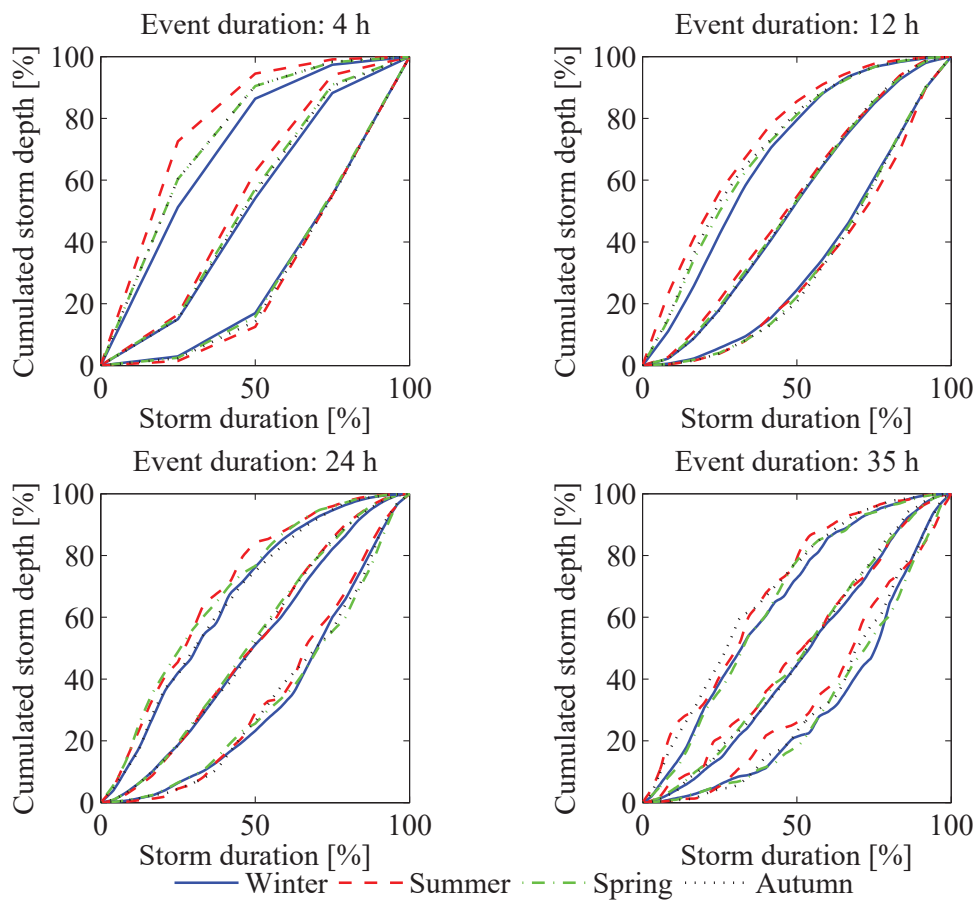 Event duration: 4 h
Cumulated storm depth [%]
100
80
60
40
20
0
0 50 100
Storm duration [%]
Event duration: 12 h
Cumulated storm depth [%]
100
80
60
40
20
0
0 50 100
Storm duration [%]
Event duration: 24 h
Cumulated storm depth [%]
100
80
60
40
20
0
0 50 100
Storm duration [%]
Event duration: 35 h
Cumulated storm depth [%]
100
80
60
40
20
0
0 50 100
Storm duration [%]
Winter Summer Spring Autumn